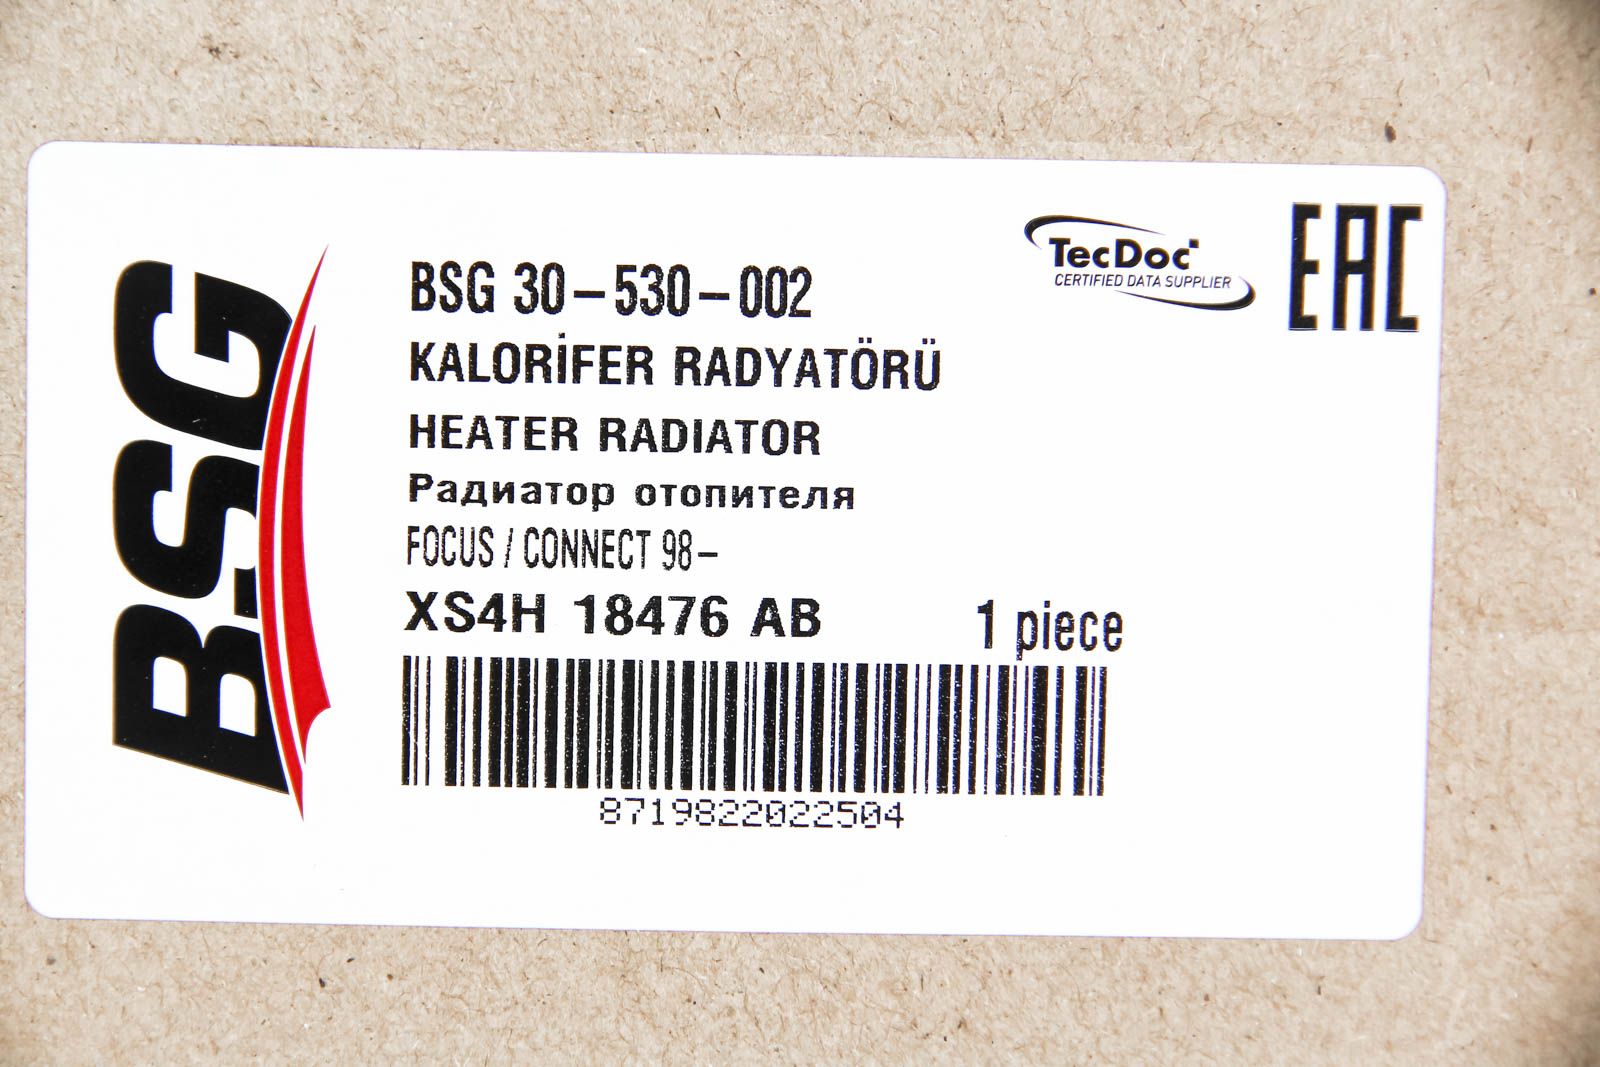 BSG
TecDoc
CERTIFIED DATA SUPPLIER
EAC
BSG 30-530-002
KALORİFER RADYATÖRÜ
HEATER RADIATOR
Радиатор отопителя
FOCUS / CONNECT 98-
XS4H 18476 AB
1 piece
8719822022504